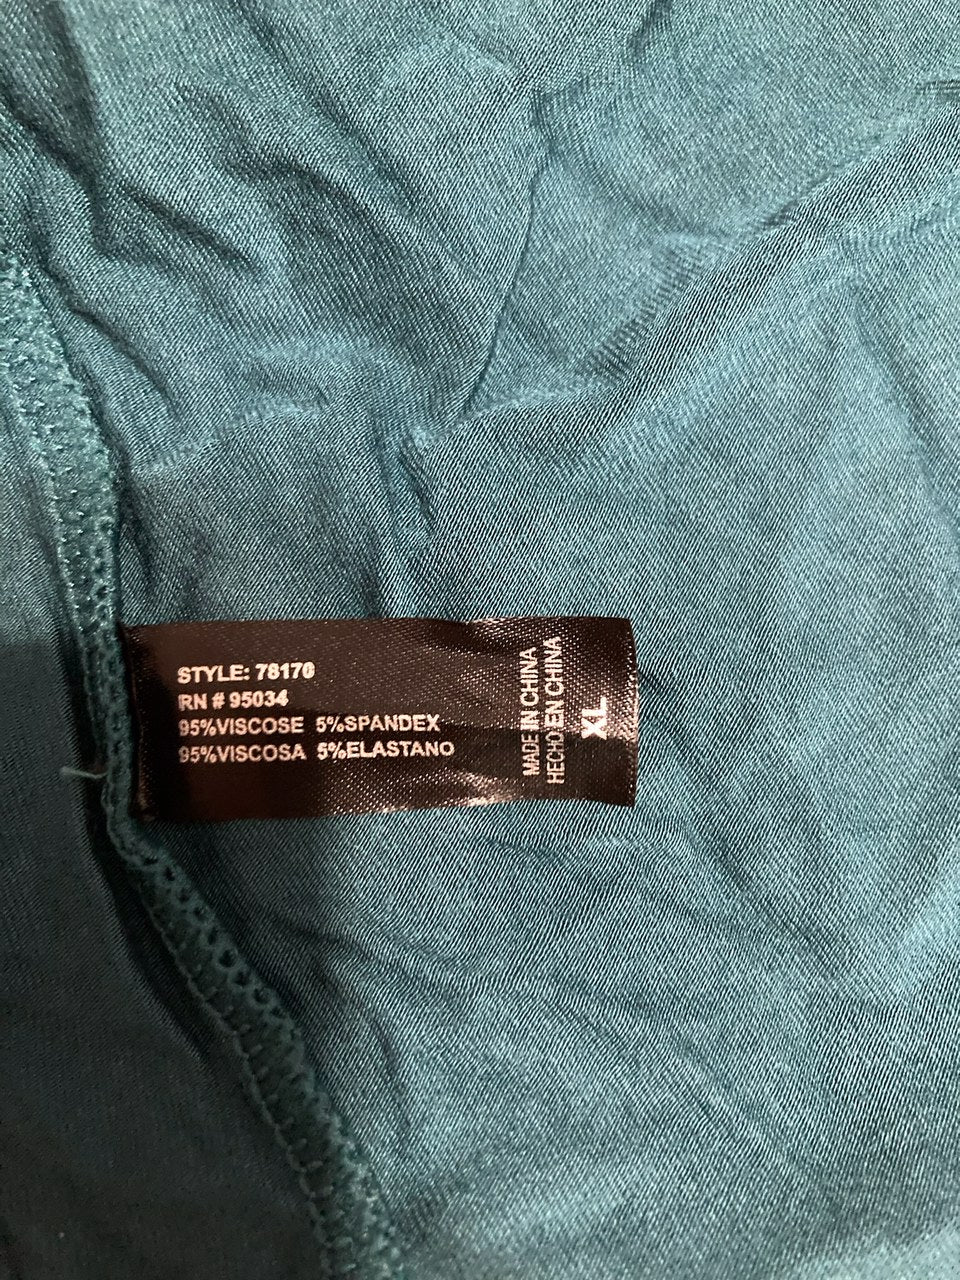 STYLE: 78170
RN # 95034
95%VISCOSE 5%SPANDEX
95%VISCOSA 5%ELASTANO
MADE IN CHINA
HECHO EN CHINA
XL